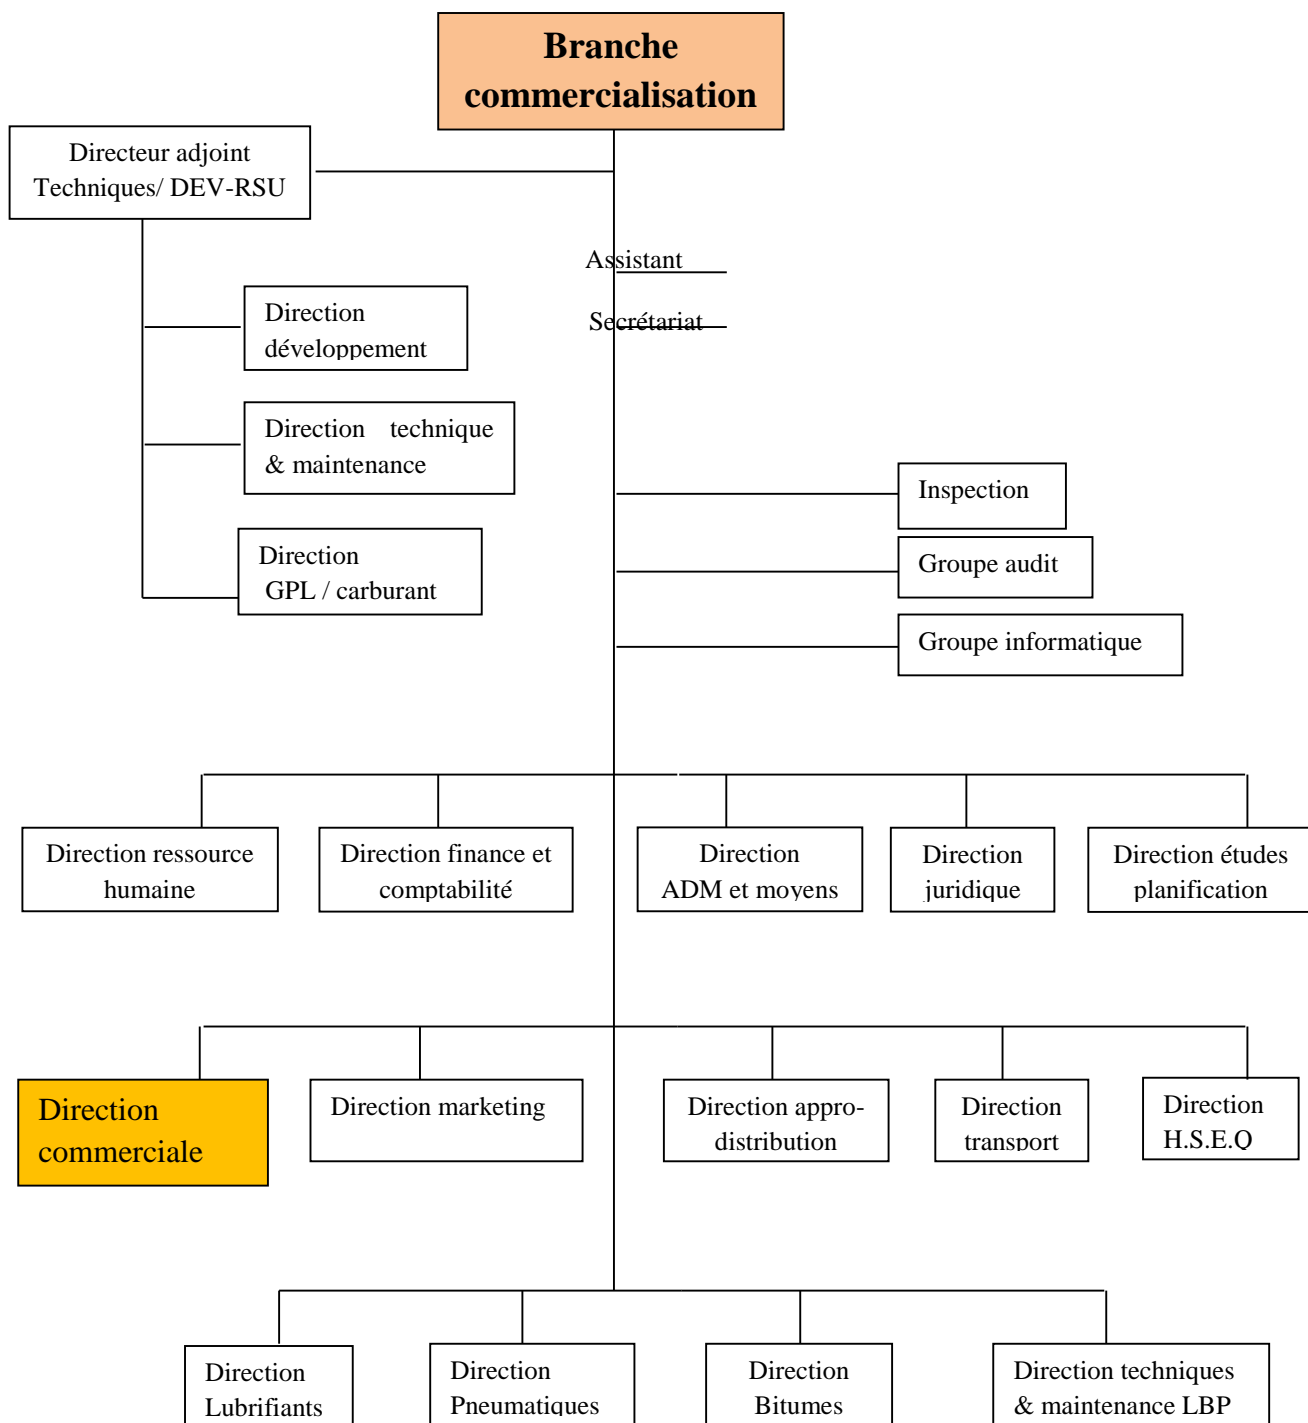 Branche
commercialisation
Directeur adjoint
Techniques/ DEV-RSU
Assistant
Secrétariat
Direction
développement
Direction technique
& maintenance
Direction
GPL / carburant
Inspection
Groupe audit
Groupe informatique
Direction ressource
humaine
Direction finance et
comptabilité
Direction
ADM et moyens
Direction
juridique
Direction études
planification
Direction
commerciale
Direction marketing
Direction appro-
distribution
Direction
transport
Direction
H.S.E.Q
Direction
Lubrifiants
Direction
Pneumatiques
Direction
Bitumes
Direction techniques
& maintenance LBP